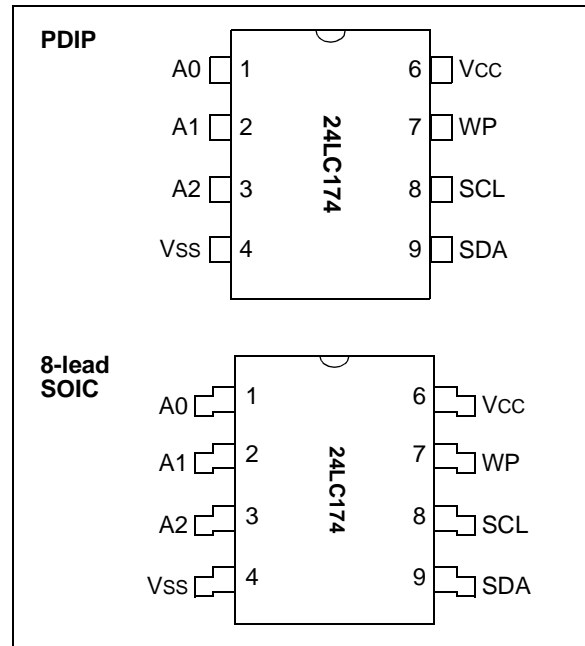 PDIP
A0 1 6 VCC
A1 2 7 WP
A2 3 8 SCL
VSS 4 9 SDA
24LC174
8-lead
SOIC
A0 1 6 VCC
A1 2 7 WP
A2 3 8 SCL
VSS 4 9 SDA
24LC174